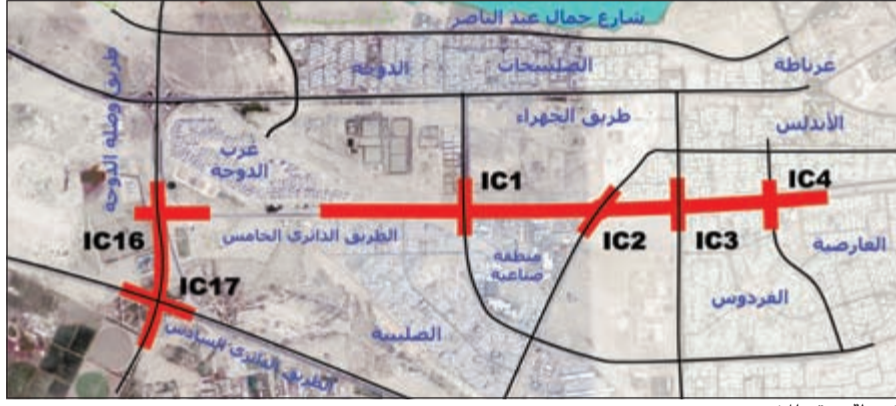 شارع جمال عبد الناصر
غرناطة
الصليبخات
الدوحة
طريق وصلة الدوحة
طريق الجهراء
الأندلس
غرب
الدوحة
IC1
IC4
IC16
الطريق الدائري الخامس
IC2
IC3
العارضية
منطقة
صناعية
IC17
الفردوس
الصليبية
الطريق الدائري السادس